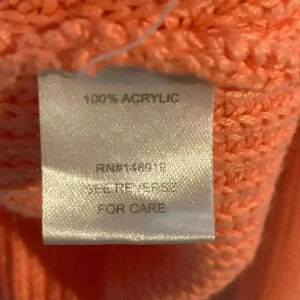 100% ACRYLIC
RN#146919
SEE REVERSE
FOR CARE